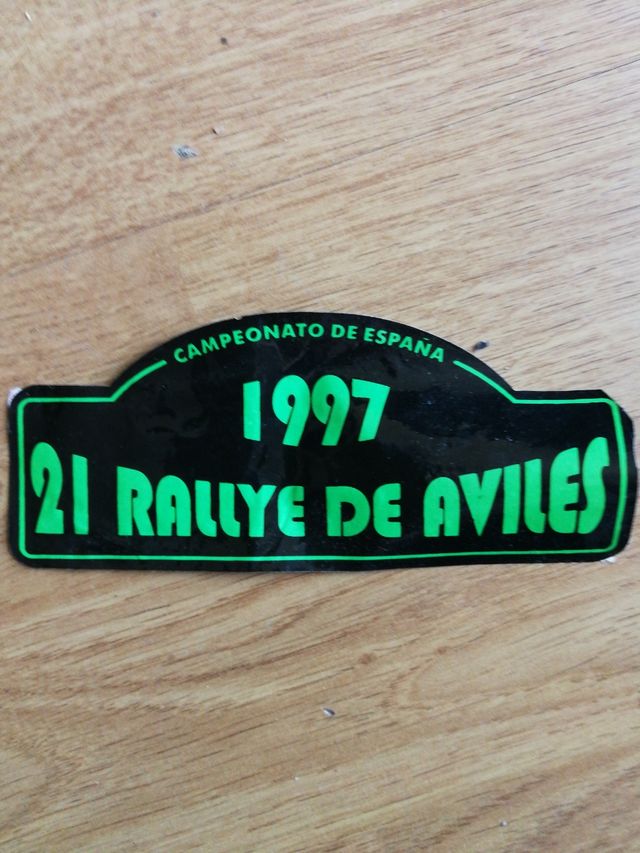 CAMPEONATO DE ESPAÑA
1997
21 RALLYE DE AVILES